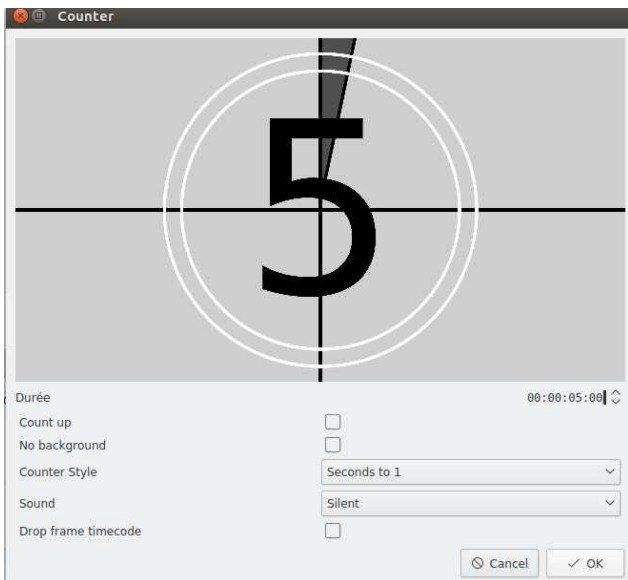 Counter
5
Durée 00:00:05:00
Count up
No background
Counter Style Seconds to 1
Sound Silent
Drop frame timecode
Cancel OK